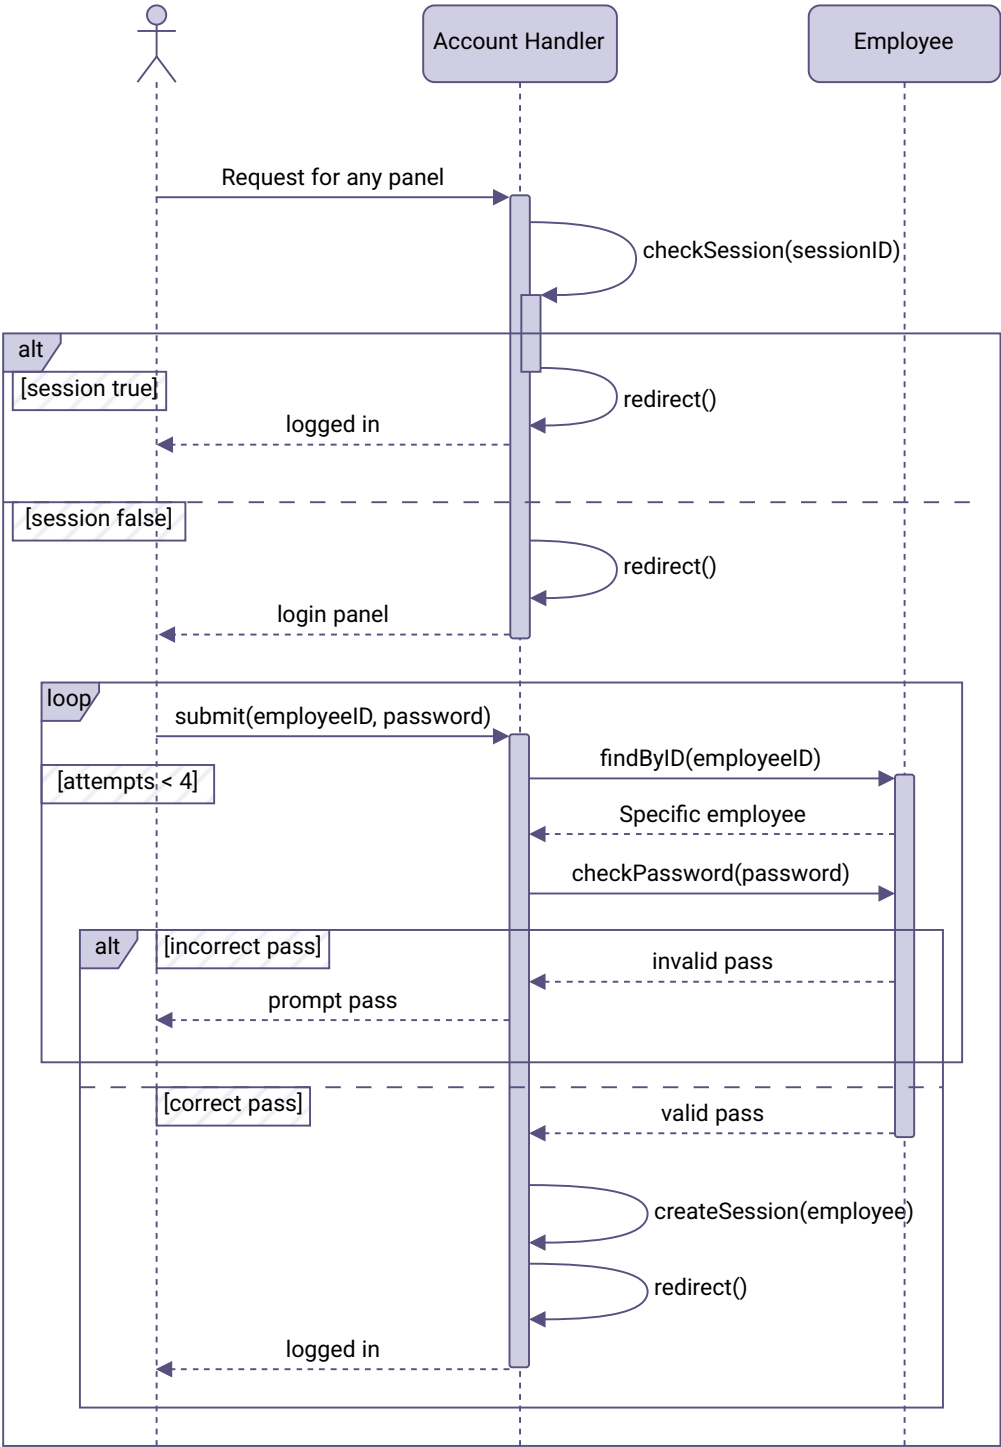 Account Handler
Employee
Request for any panel
checkSession(sessionID)
alt
[session true]
redirect()
logged in
[session false]
redirect()
login panel
loop
submit(employeeID, password)
findByID(employeeID)
[attempts < 4]
Specific employee
checkPassword(password)
alt
[incorrect pass]
invalid pass
prompt pass
[correct pass]
valid pass
createSession(employee)
redirect()
logged in